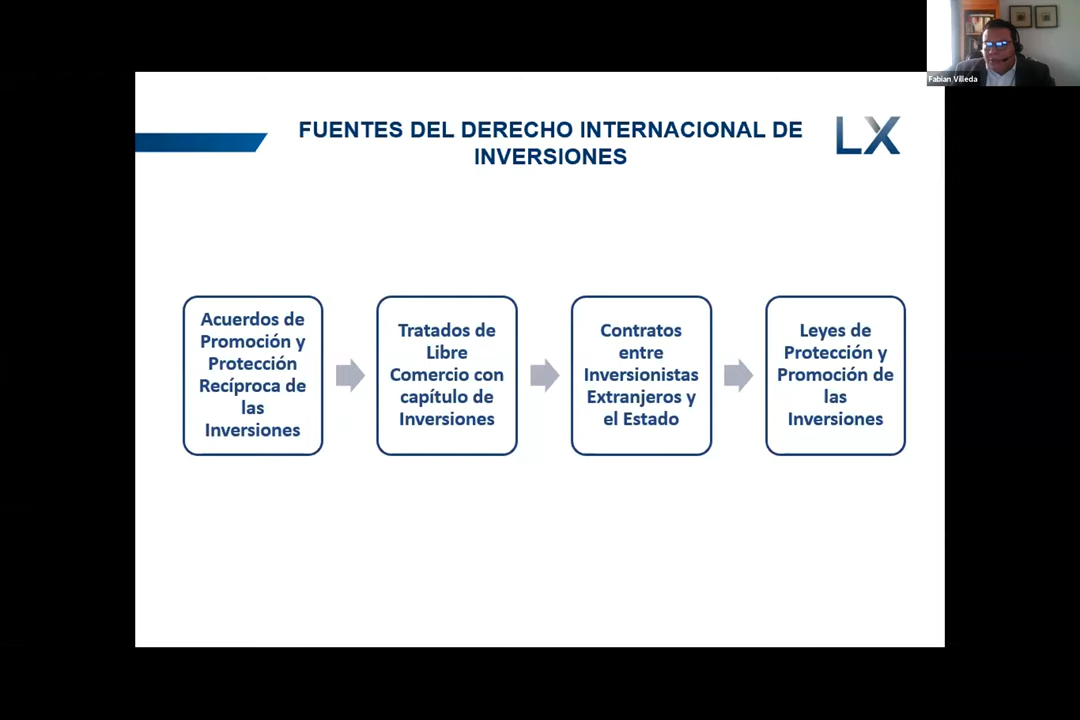 Fabian Villeda
FUENTES DEL DERECHO INTERNACIONAL DE
INVERSIONES
LX
Acuerdos de
Promoción y
Protección
Recíproca de
las
Inversiones
Tratados de
Libre
Comercio con
capítulo de
Inversiones
Contratos
entre
Inversionistas
Extranjeros y
el Estado
Leyes de
Protección y
Promoción de
las
Inversiones